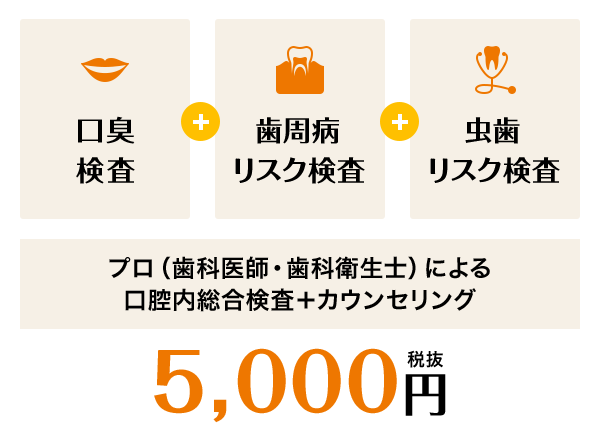 口臭
検査
+
歯周病
リスク検査
+
虫歯
リスク検査
プロ（歯科医師・歯科衛生士）による
口腔内総合検査＋カウンセリング
5,000円 税抜